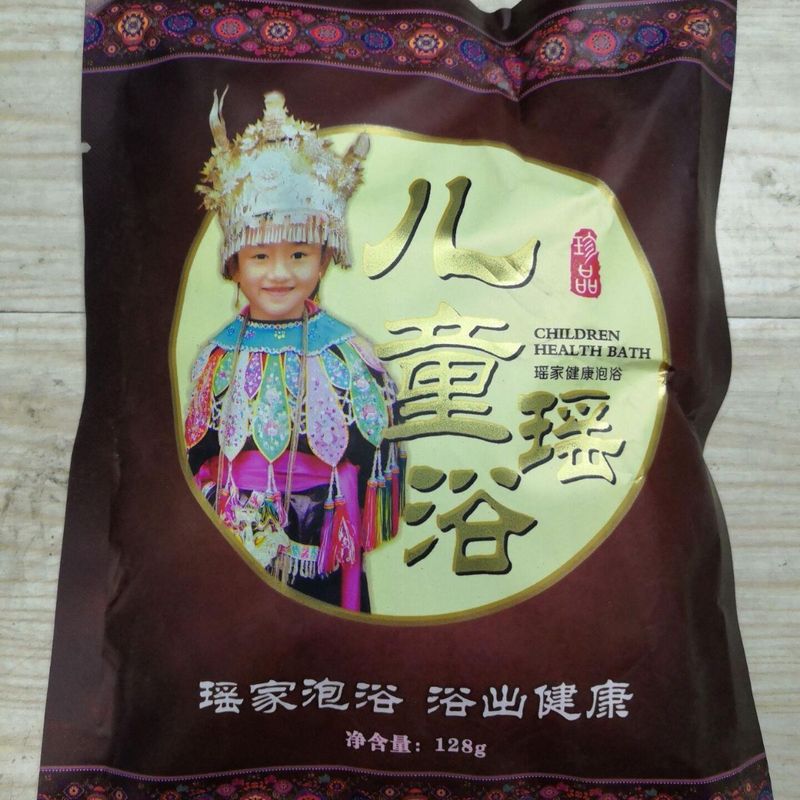 儿童瑶浴
珍品
CHILDREN
HEALTH BATH
瑶家健康泡浴
瑶家泡浴 浴出健康
净含量：128g